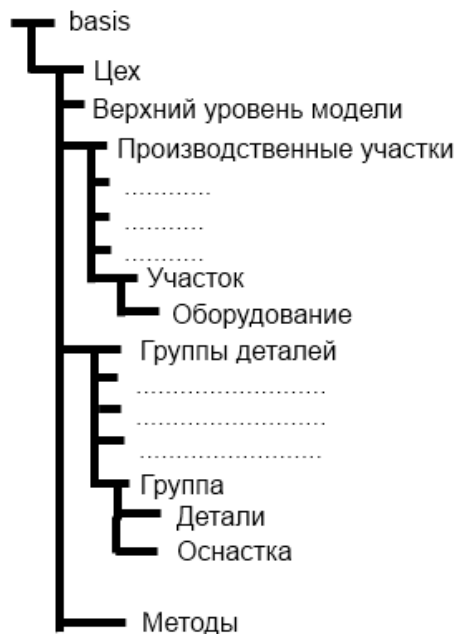 basis
Цех
Верхний уровень модели
Производственные участки
............
...........
...........
Участок
Оборудование
Группы деталей
..........................
..........................
.........................
Группа
Детали
Оснастка
Методы